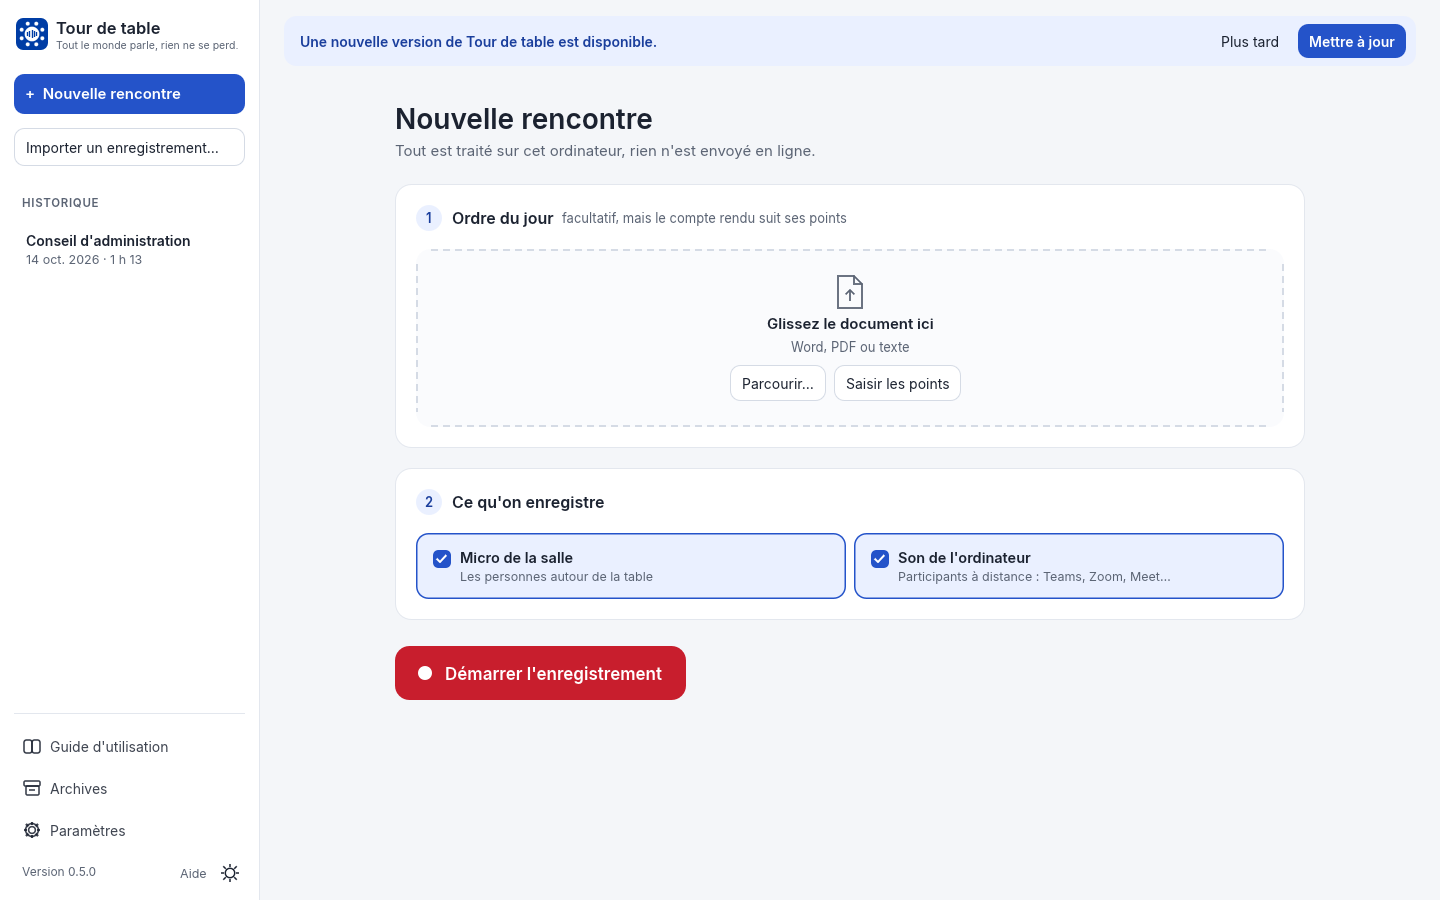 Tour de table
Tout le monde parle, rien ne se perd.
+ Nouvelle rencontre
Importer un enregistrement...
HISTORIQUE
Conseil d'administration
14 oct. 2026 · 1 h 13
Guide d'utilisation
Archives
Paramètres
Version 0.5.0
Aide
Une nouvelle version de Tour de table est disponible.
Plus tard
Mettre à jour
Nouvelle rencontre
Tout est traité sur cet ordinateur, rien n'est envoyé en ligne.
1 Ordre du jour facultatif, mais le compte rendu suit ses points
Glissez le document ici
Word, PDF ou texte
Parcourir... Saisir les points
2 Ce qu'on enregistre
Micro de la salle
Les personnes autour de la table
Son de l'ordinateur
Participants à distance : Teams, Zoom, Meet...
Démarrer l'enregistrement